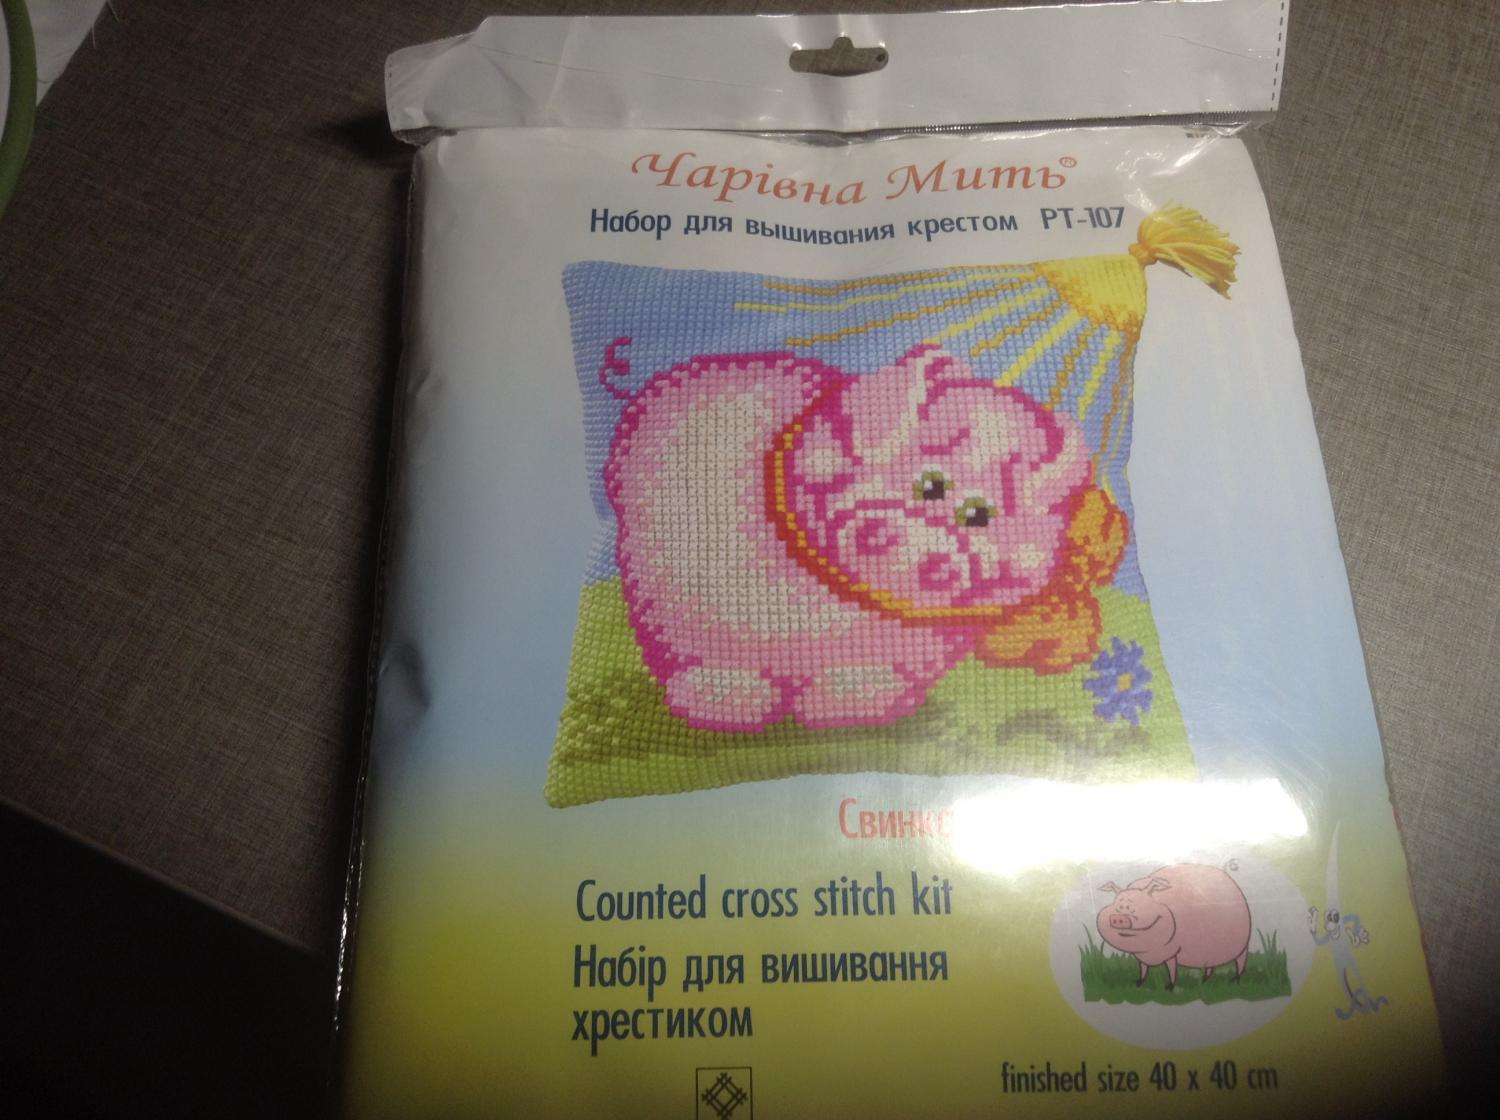 Чарівна Мить®
Набор для вышивания крестом РТ-107
Counted cross stitch kit
Набір для вишивання
хрестиком
finished size 40 x 40 cm